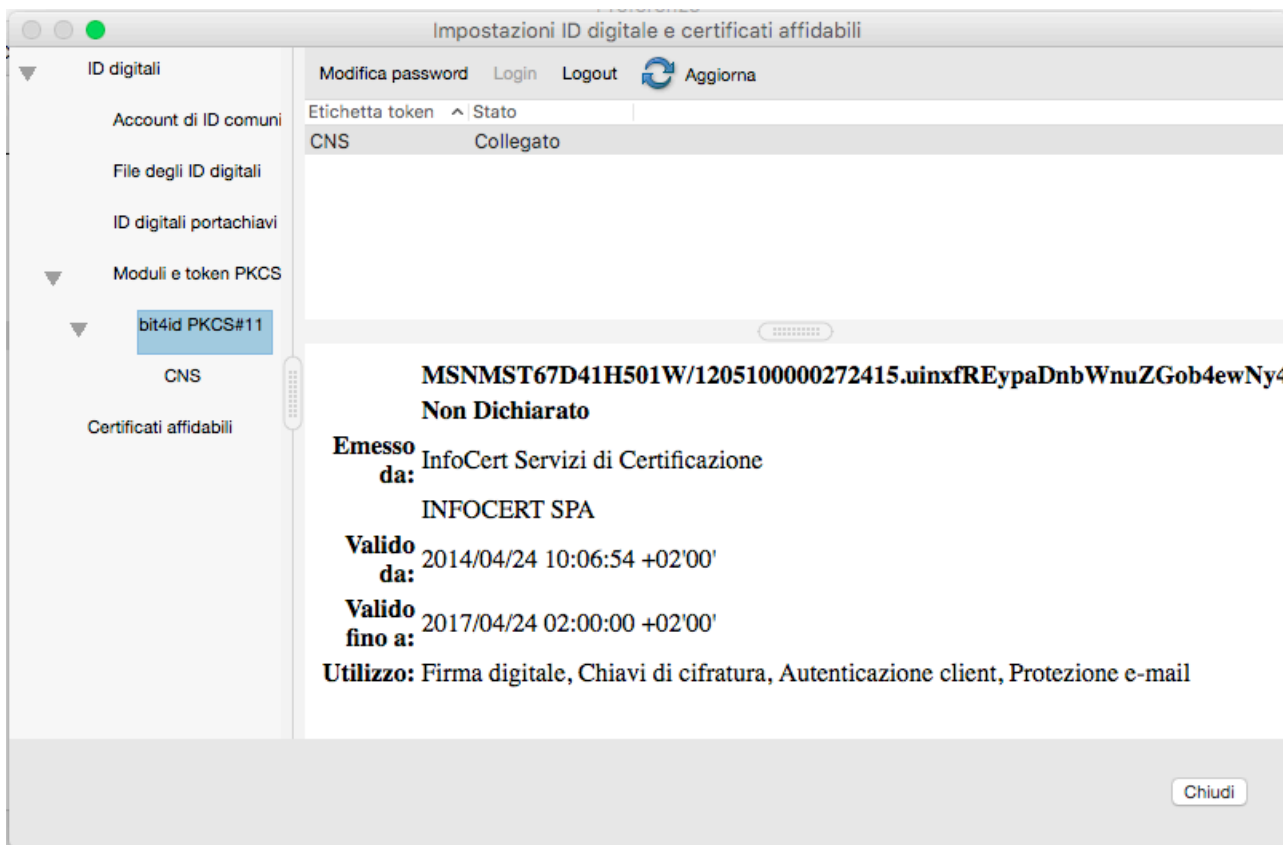 Impostazioni ID digitale e certificati affidabili
ID digitali
Account di ID comuni
File degli ID digitali
ID digitali portachiavi
Moduli e token PKCS
bit4id PKCS#11
CNS
Certificati affidabili
Modifica password Login Logout Aggiorna
Etichetta token Stato
CNS Collegato
MSNMST67D41H501W/1205100000272415.uinxfREypaDnbWnuZGob4ewNy4
Non Dichiarato
Emesso da: InfoCert Servizi di Certificazione
INFOCERT SPA
Valido da: 2014/04/24 10:06:54 +02'00'
Valido fino a: 2017/04/24 02:00:00 +02'00'
Utilizzo: Firma digitale, Chiavi di cifratura, Autenticazione client, Protezione e-mail
Chiudi